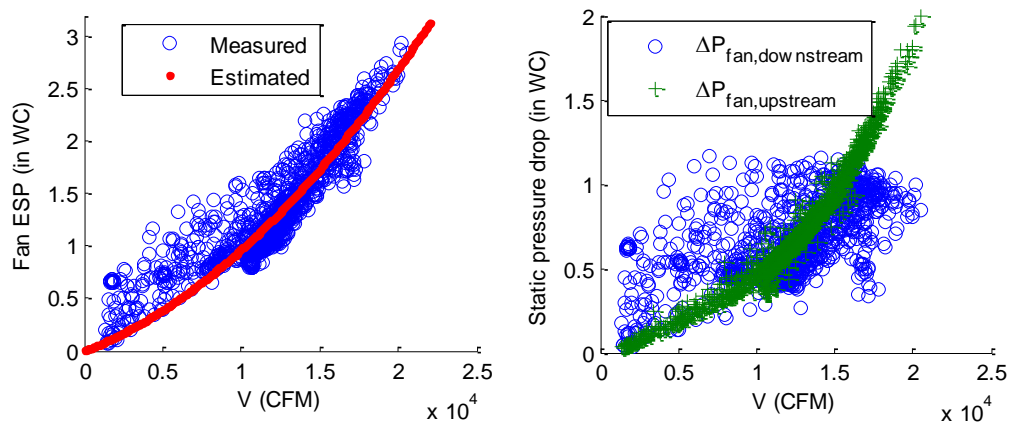 Measured
Estimated
Fan ESP (in WC)
3
2.5
2
1.5
1
0.5
0
0 0.5 1 1.5 2 2.5
V (CFM)
x 10^4
ΔP_fan,downstream
ΔP_fan,upstream
Static pressure drop (in WC)
2
1.5
1
0.5
0
0 0.5 1 1.5 2 2.5
V (CFM)
x 10^4